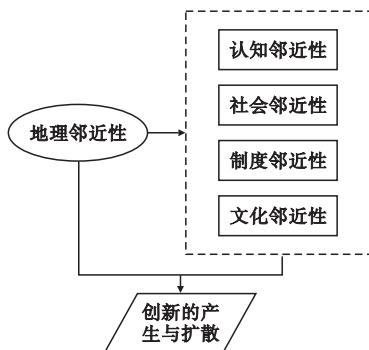 认知邻近性
社会邻近性
地理邻近性
制度邻近性
文化邻近性
创新的产
生与扩散